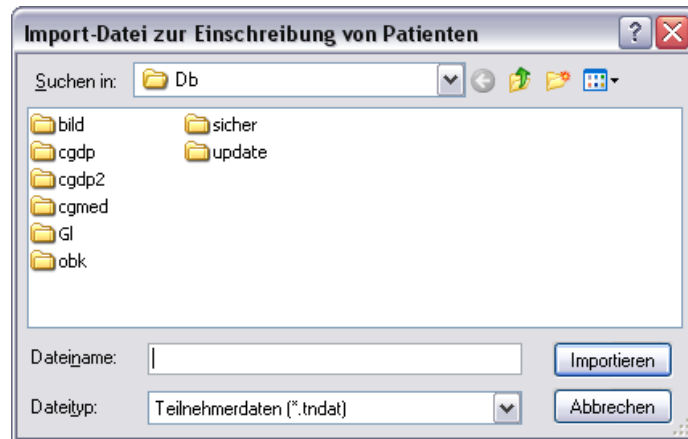 Import-Datei zur Einschreibung von Patienten
Suchen in: Db
bild sicher
cgdp update
cgdp2
cgmed
Gl
obk
Dateiname: Importieren
Dateityp: Teilnehmerdaten (*.tndat) Abbrechen